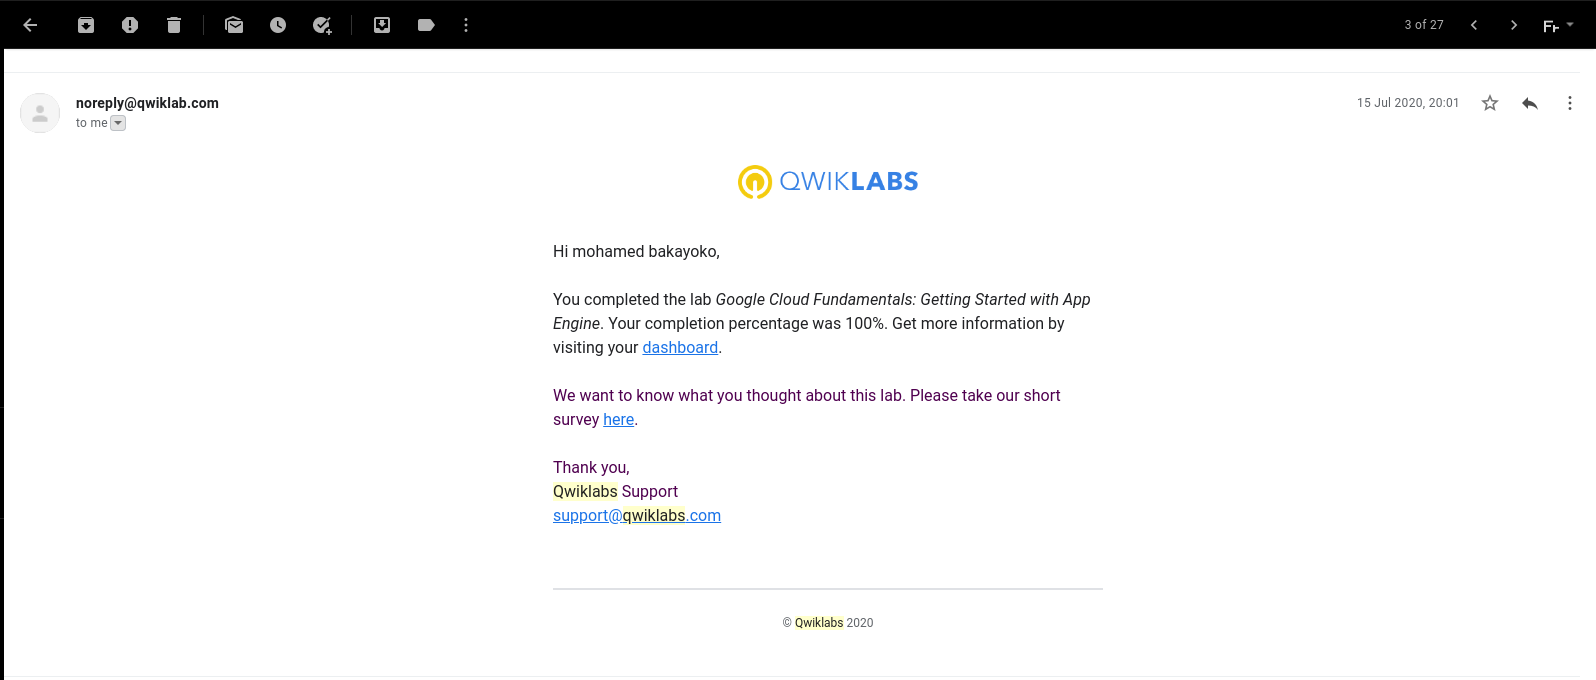 3 of 27
Fr
noreply@qwiklab.com
15 Jul 2020, 20:01
to me
QWIKLABS
Hi mohamed bakayoko,
You completed the lab Google Cloud Fundamentals: Getting Started with App
Engine. Your completion percentage was 100%. Get more information by
visiting your dashboard.
We want to know what you thought about this lab. Please take our short
survey here.
Thank you,
Qwiklabs Support
support@qwiklabs.com
© Qwiklabs 2020